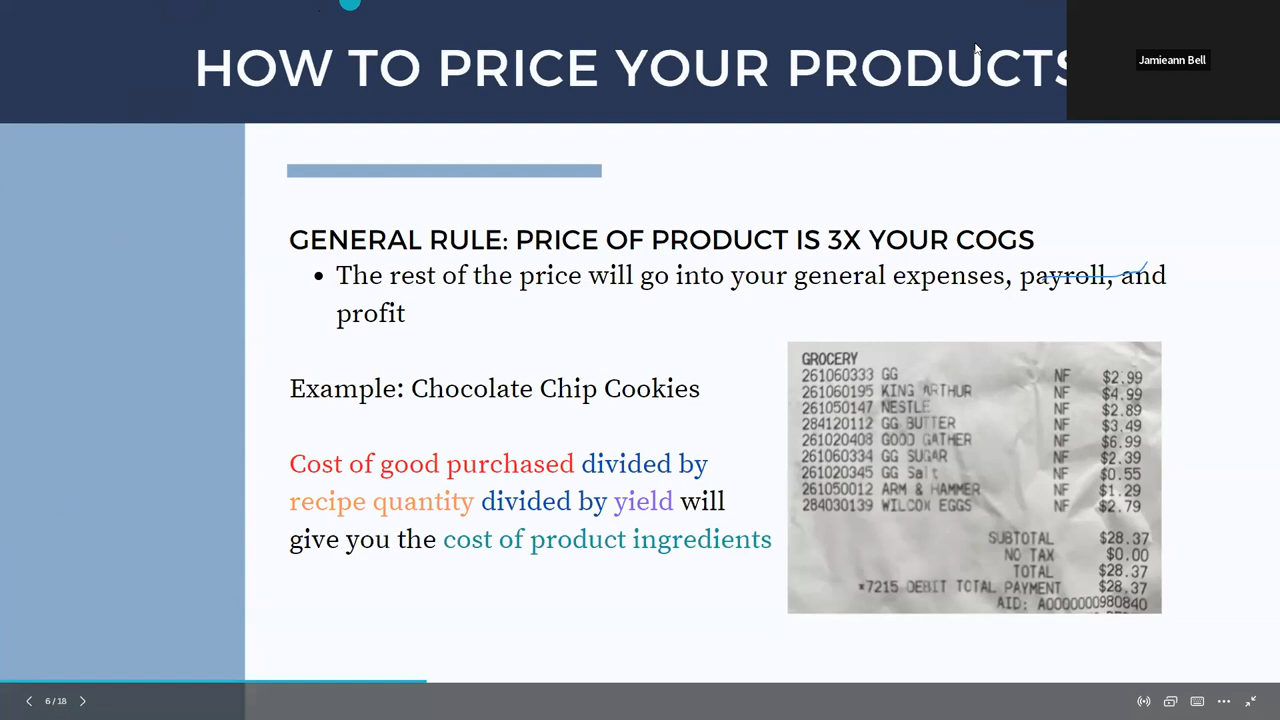 HOW TO PRICE YOUR PRODUCTS
Jamieann Bell
GENERAL RULE: PRICE OF PRODUCT IS 3X YOUR COGS
• The rest of the price will go into your general expenses, payroll, and
profit
Example: Chocolate Chip Cookies
Cost of good purchased divided by
recipe quantity divided by yield will
give you the cost of product ingredients
GROCERY
261060333 GG NF $2.99
261060195 KING ARTHUR NF $4.99
261050147 NESTLE NF $2.89
284120112 GG BUTTER NF $3.49
261020408 GOOD GATHER NF $6.99
261060334 GG SUGAR NF $2.39
261020345 GG Salt NF $0.55
261050012 ARM & HAMMER NF $1.29
284030139 WILCOX EGGS NF $2.79
SUBTOTAL $28.37
NO TAX $0.00
TOTAL $28.37
*7215 DEBIT TOTAL PAYMENT $28.37
AID: A0000000980840
6 / 18